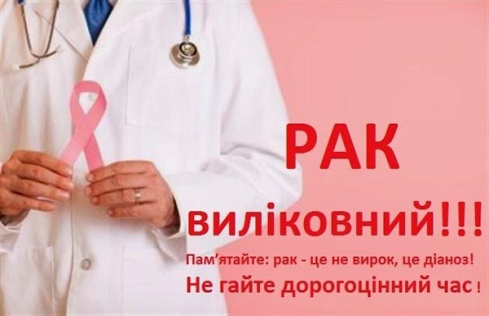 РАК
виліковний!!!
Пам’ятайте: рак - це не вирок, це діаноз!
Не гайте дорогоцінний час !